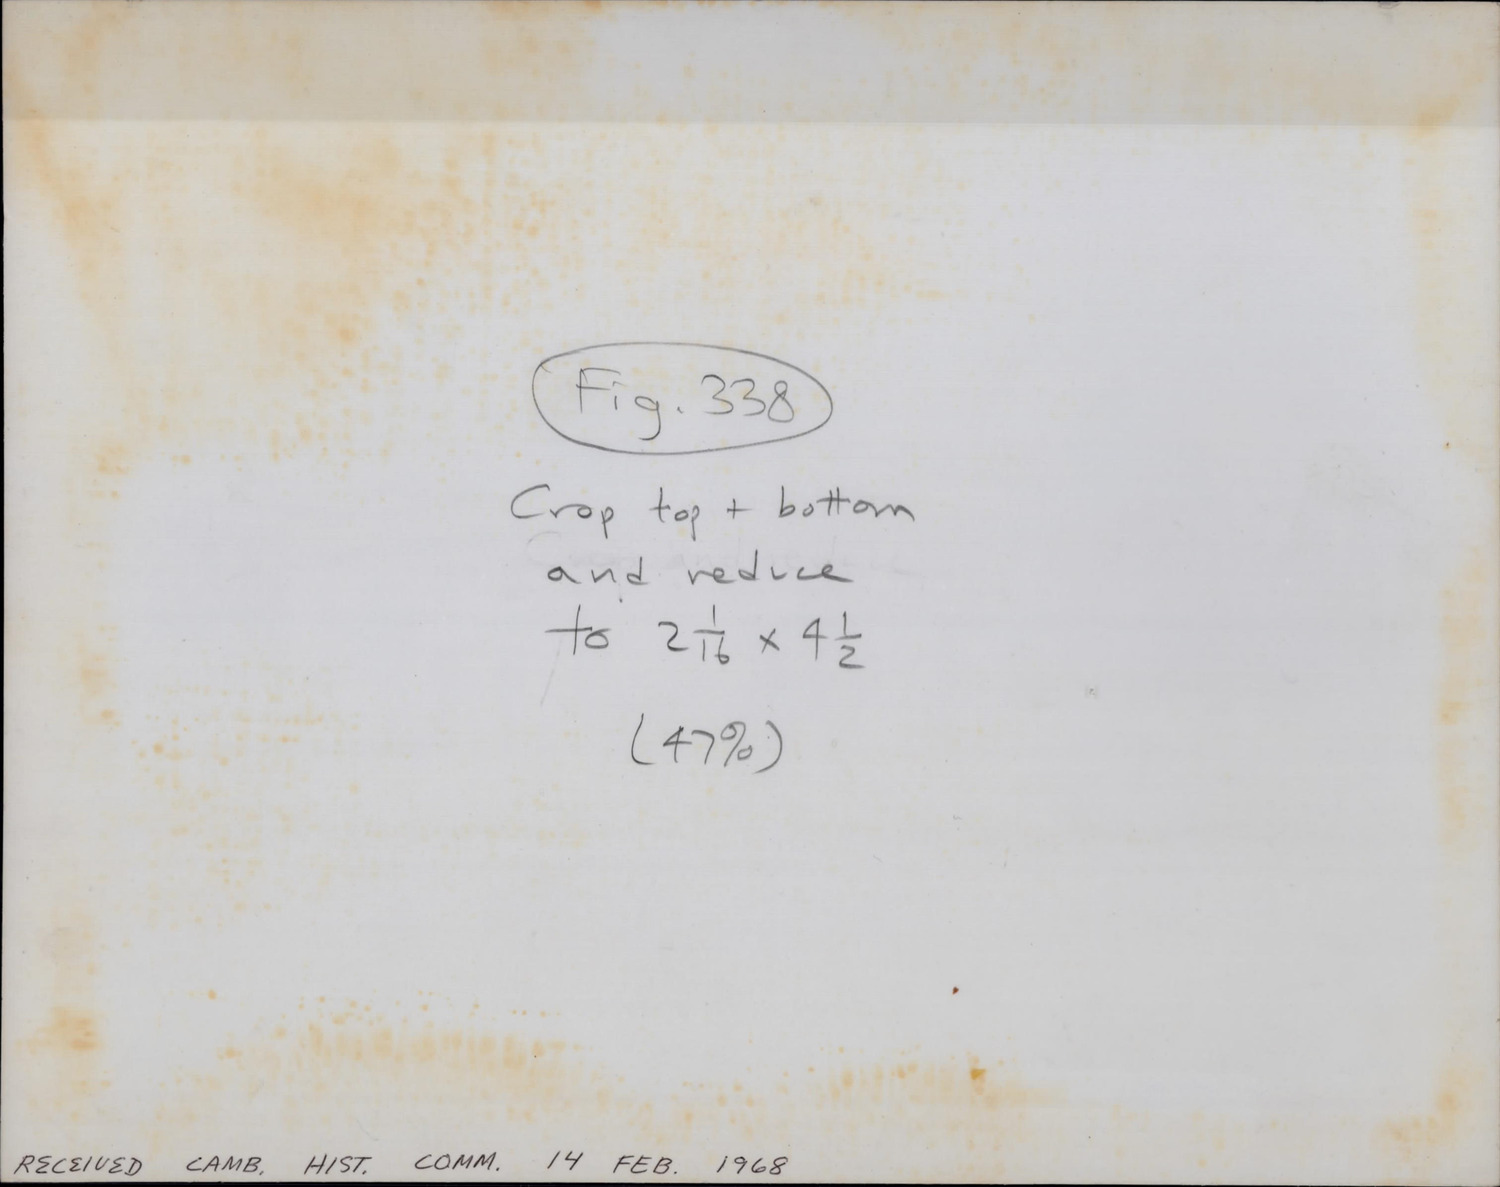 Fig. 338
Crop top + bottom
and reduce
to 2 1/16 x 4 1/2
(47%)
RECEIVED CAMB. HIST. COMM. 14 FEB. 1968